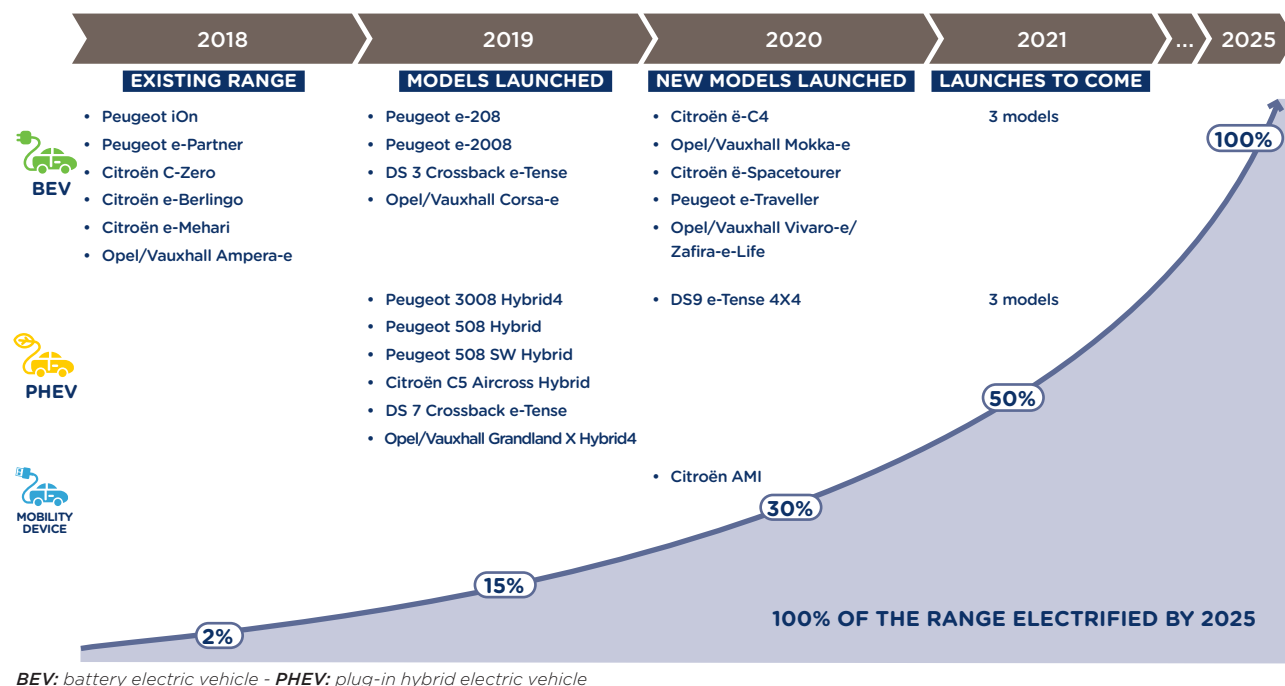 2018 2019 2020 2021 ... 2025
EXISTING RANGE MODELS LAUNCHED NEW MODELS LAUNCHED LAUNCHES TO COME
BEV
• Peugeot iOn
• Peugeot e-Partner
• Citroën C-Zero
• Citroën e-Berlingo
• Citroën e-Mehari
• Opel/Vauxhall Ampera-e
• Peugeot e-208
• Peugeot e-2008
• DS 3 Crossback e-Tense
• Opel/Vauxhall Corsa-e
• Citroën ë-C4
• Opel/Vauxhall Mokka-e
• Citroën ë-Spacetourer
• Peugeot e-Traveller
• Opel/Vauxhall Vivaro-e/
Zafira-e-Life
3 models
PHEV
• Peugeot 3008 Hybrid4
• Peugeot 508 Hybrid
• Peugeot 508 SW Hybrid
• Citroën C5 Aircross Hybrid
• DS 7 Crossback e-Tense
• Opel/Vauxhall Grandland X Hybrid4
• DS9 e-Tense 4X4
3 models
MOBILITY
DEVICE
• Citroën AMI
2%
15%
30%
50%
100%
100% OF THE RANGE ELECTRIFIED BY 2025
BEV: battery electric vehicle - PHEV: plug-in hybrid electric vehicle